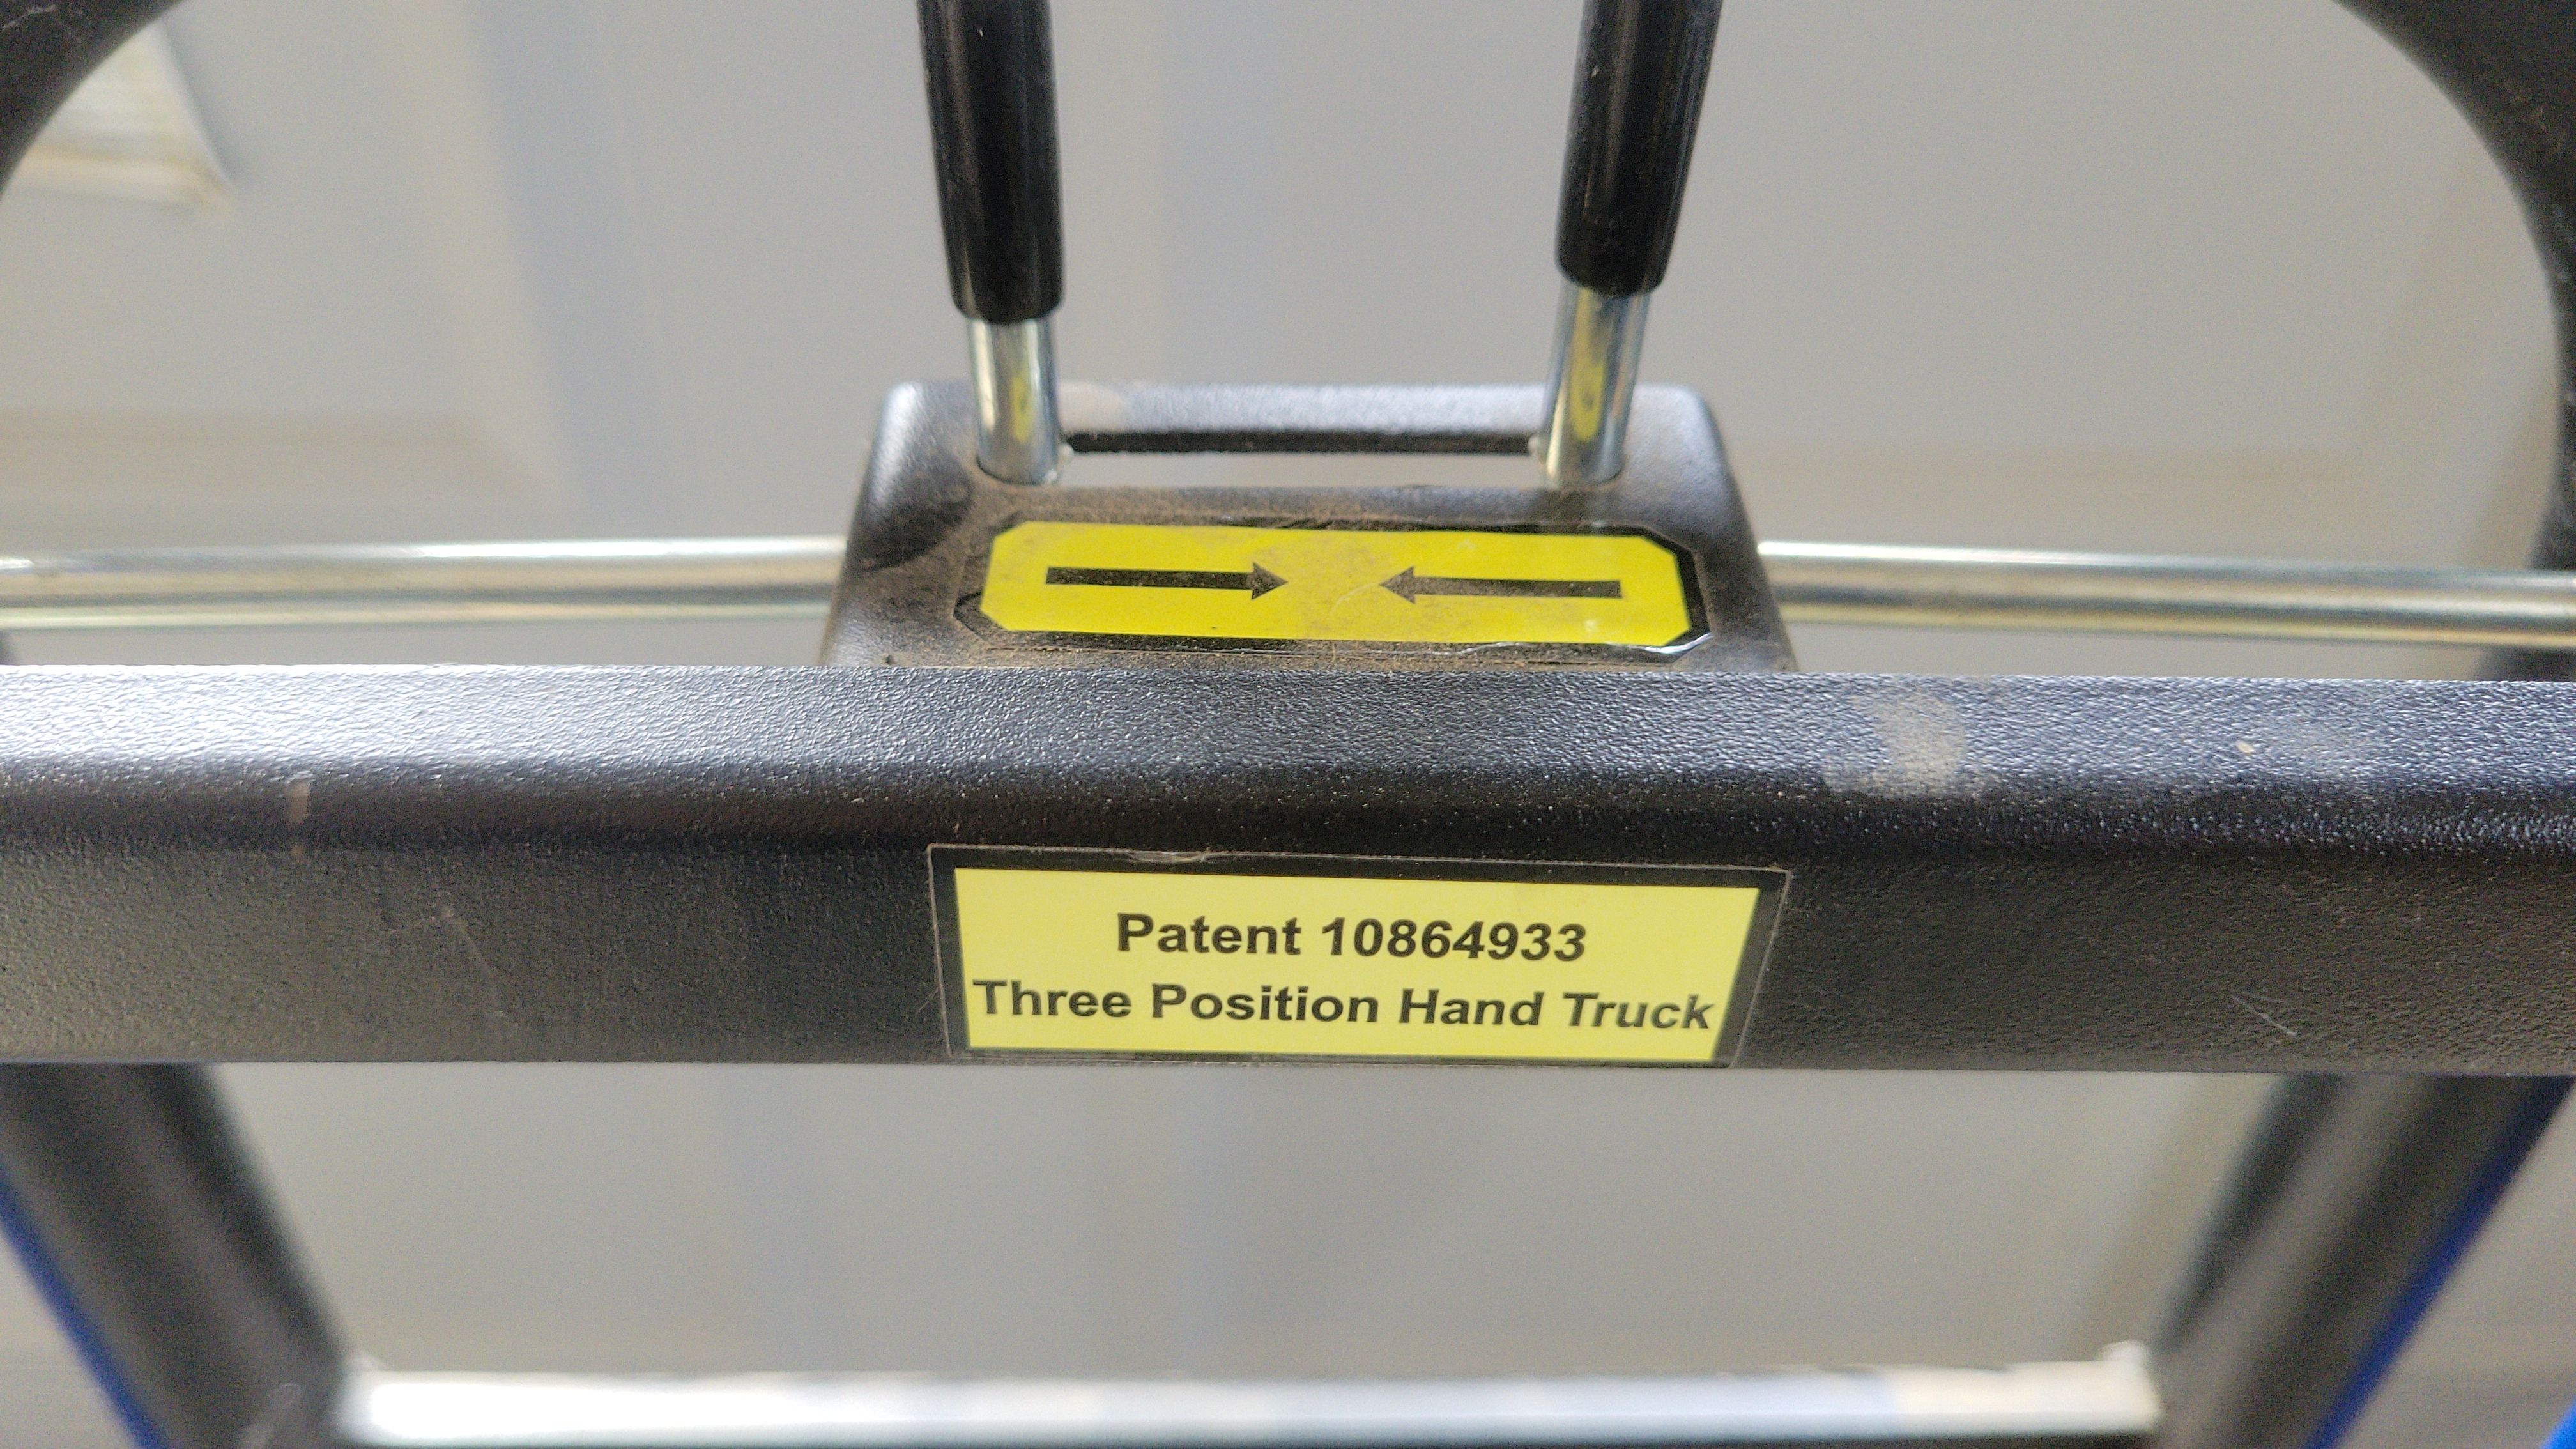 Patent 10864933
Three Position Hand Truck